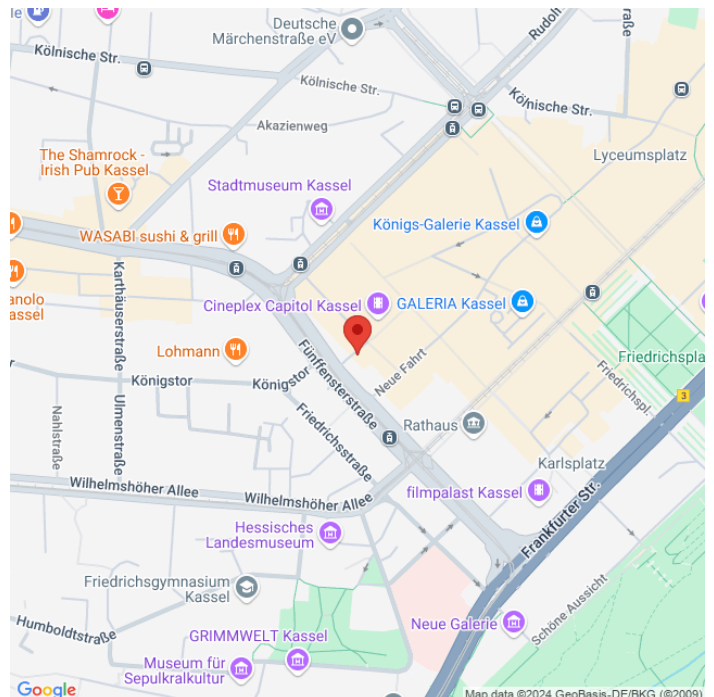 le
Deutsche
Märchenstraße eV
Kölnische Str.
Rudolf
Kölnische Str.
Kölnische Str.
Akazienweg
Lyceumsplatz
The Shamrock -
Irish Pub Kassel
Stadtmuseum Kassel
Königs-Galerie Kassel
WASABI sushi & grill
Karthäuserstraße
anolo
assel
Cineplex Capitol Kassel
GALERIA Kassel
Lohmann
Fünffensterstraße
Neue Fahrt
Friedrichspla
Friedrichspl.
3
Königstor
Königstor
Ulmenstraße
Nahlstraße
Friedrichsstraße
Rathaus
Karlsplatz
Wilhelmshöher Allee
Wilhelmshöher Allee
filmpalast Kassel
Frankfurter Str.
Hessisches
Landesmuseum
Friedrichsgymnasium
Kassel
Schöne Aussicht
Humboldtstraße
GRIMMWELT Kassel
Neue Galerie
Museum für
Sepulkralkultur
Google
Map data ©2024 GeoBasis-DE/BKG (©2009)